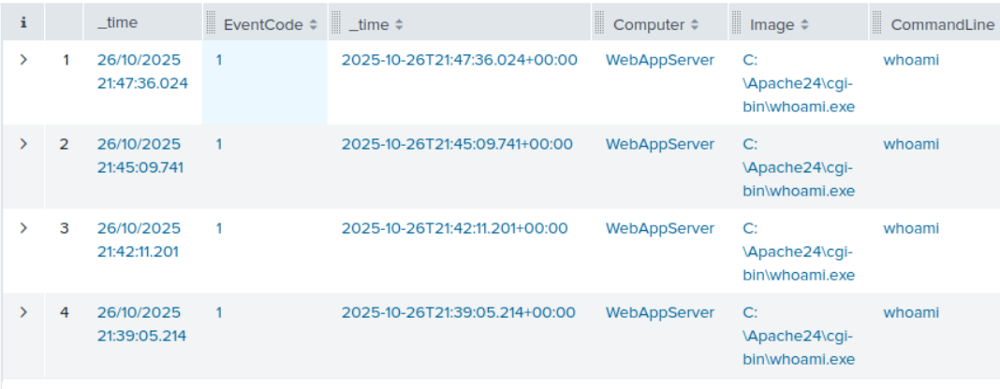 i _time EventCode _time Computer Image CommandLine
> 1 26/10/2025 1 2025-10-26T21:47:36.024+00:00 WebAppServer C: whoami
21:47:36.024 \Apache24\cgi-
bin\whoami.exe
> 2 26/10/2025 1 2025-10-26T21:45:09.741+00:00 WebAppServer C: whoami
21:45:09.741 \Apache24\cgi-
bin\whoami.exe
> 3 26/10/2025 1 2025-10-26T21:42:11.201+00:00 WebAppServer C: whoami
21:42:11.201 \Apache24\cgi-
bin\whoami.exe
> 4 26/10/2025 1 2025-10-26T21:39:05.214+00:00 WebAppServer C: whoami
21:39:05.214 \Apache24\cgi-
bin\whoami.exe